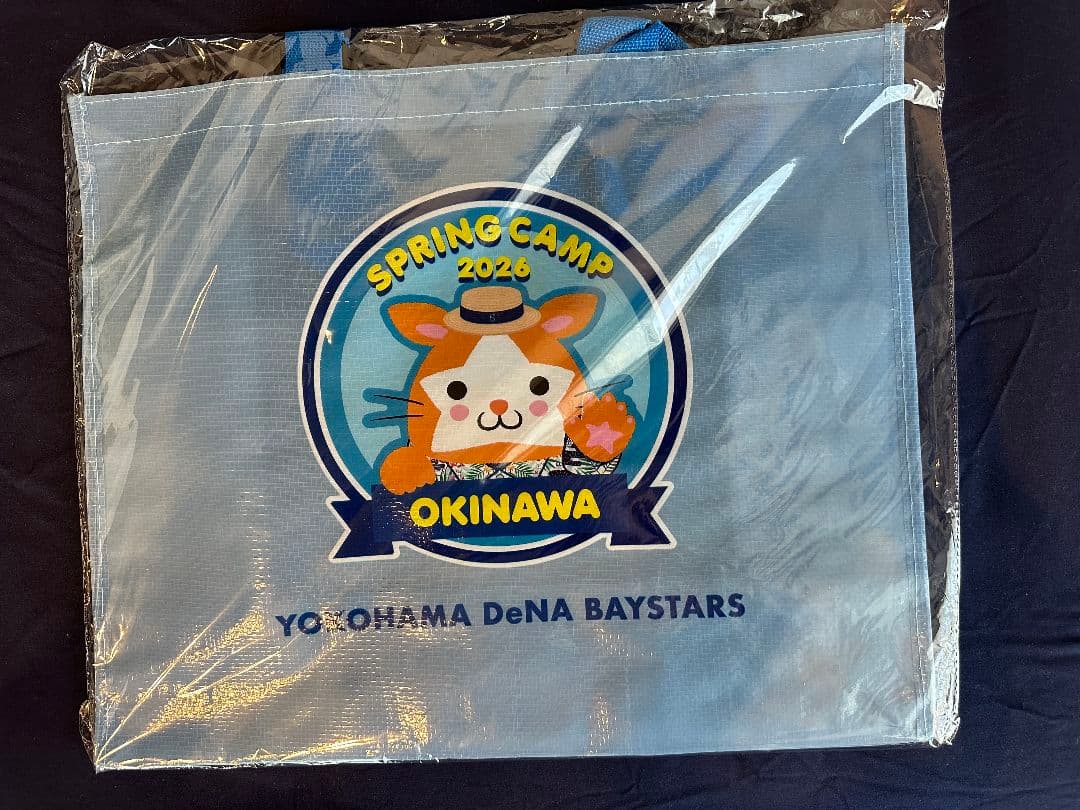 SPRING CAMP
2026
OKINAWA
YOKOHAMA DeNA BAYSTARS